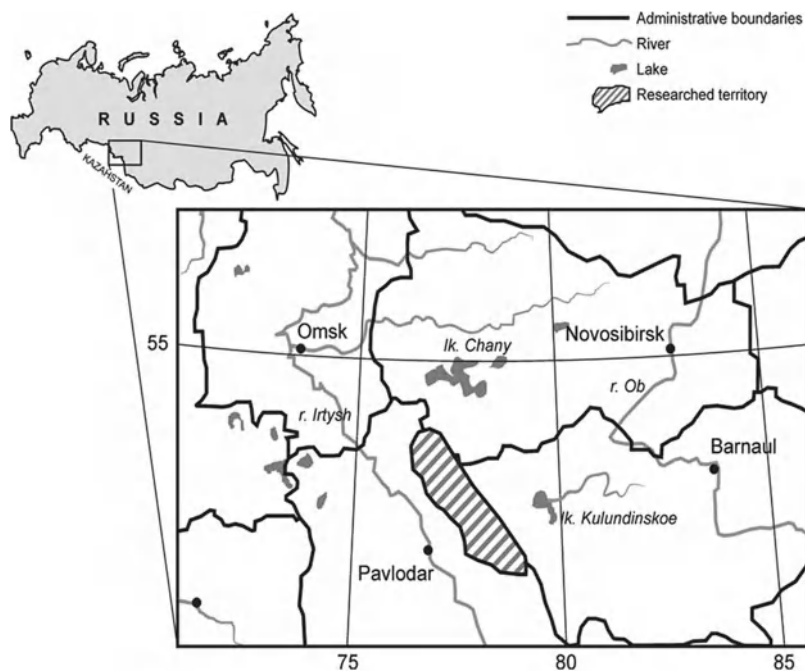 Administrative boundaries
River
Lake
Researched territory
RUSSIA
KAZAHSTAN
55
Omsk
lk. Chany
Novosibirsk
r. Irtysh
r. Ob
Barnaul
lk. Kulundinskoe
Pavlodar
75
80
85